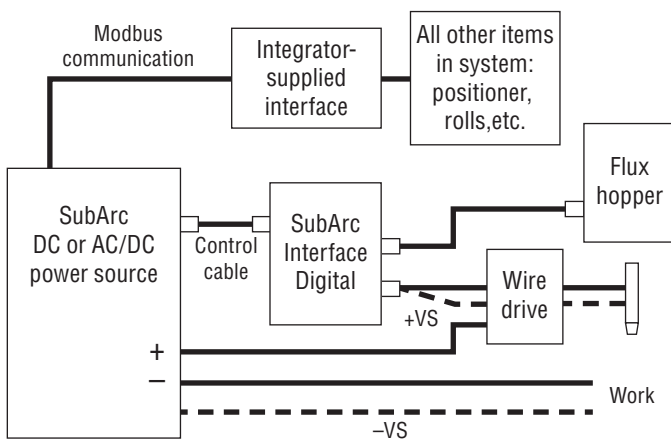 Modbus
communication
Integrator-
supplied
interface
All other items
in system:
positioner,
rolls,etc.
Flux
hopper
SubArc
DC or AC/DC
power source
Control
cable
SubArc
Interface
Digital
Wire
drive
+VS
+
–
Work
–VS